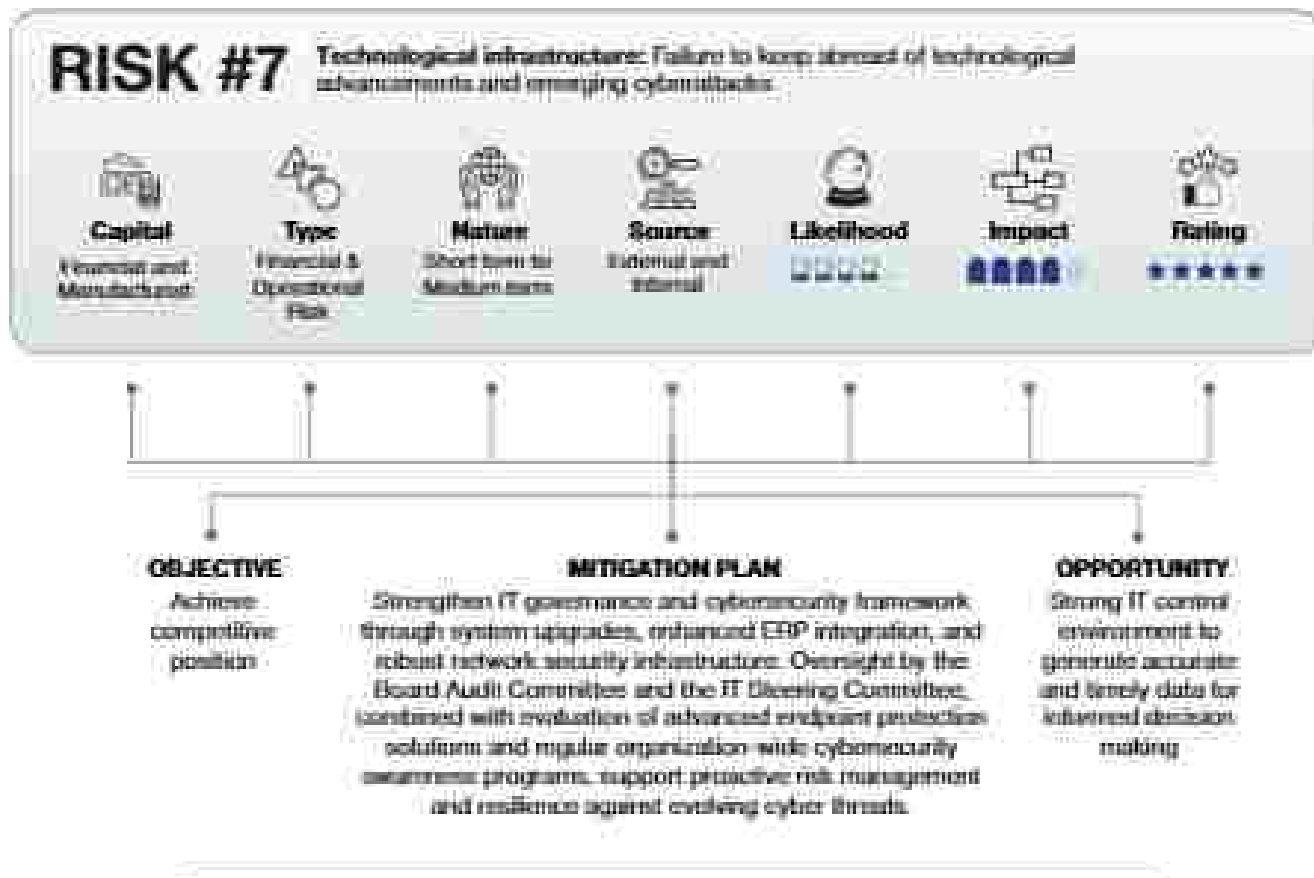 RISK #7
Technological infrastructure: Failure to keep abreast of technological
advancements and emerging cyberattacks
Capital
Financial and
Manufactured
Type
Financial &
Operational
Risk
Nature
Short term to
Medium term
Source
External and
Internal
Likelihood
Impact
Rating
OBJECTIVE
Achieve
competitive
position
MITIGATION PLAN
Strengthen IT governance and cybersecurity framework
through system upgrades, enhanced ERP integration, and
robust network security infrastructure. Oversight by the
Board Audit Committee and the IT Steering Committee,
combined with evaluation of advanced endpoint protection
solutions and regular organization-wide cybersecurity
awareness programs, support proactive risk management
and resilience against evolving cyber threats.
OPPORTUNITY
Strong IT control
environment to
generate accurate
and timely data for
informed decision
making